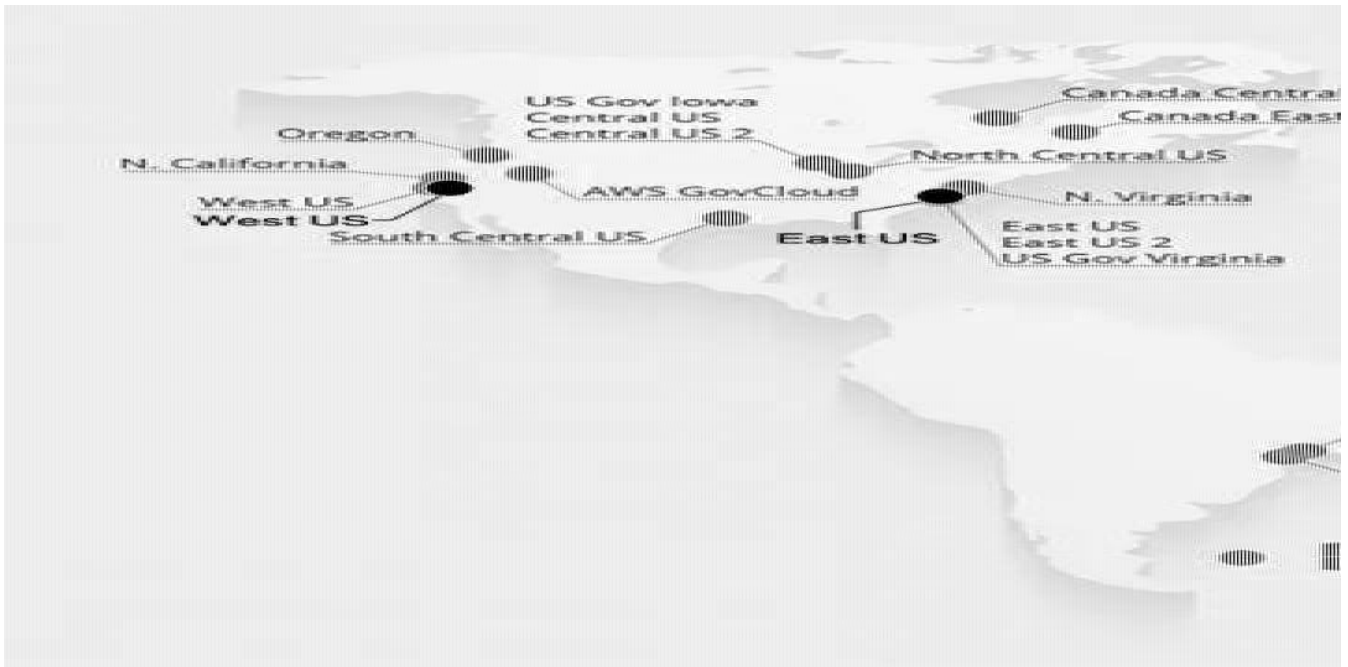 Canada Central
US Gov Iowa
Central US
Central US 2
Canada East
Oregon
North Central US
N. California
AWS GovCloud
N. Virginia
West US
West US
East US
South Central US
East US
East US 2
US Gov Virginia